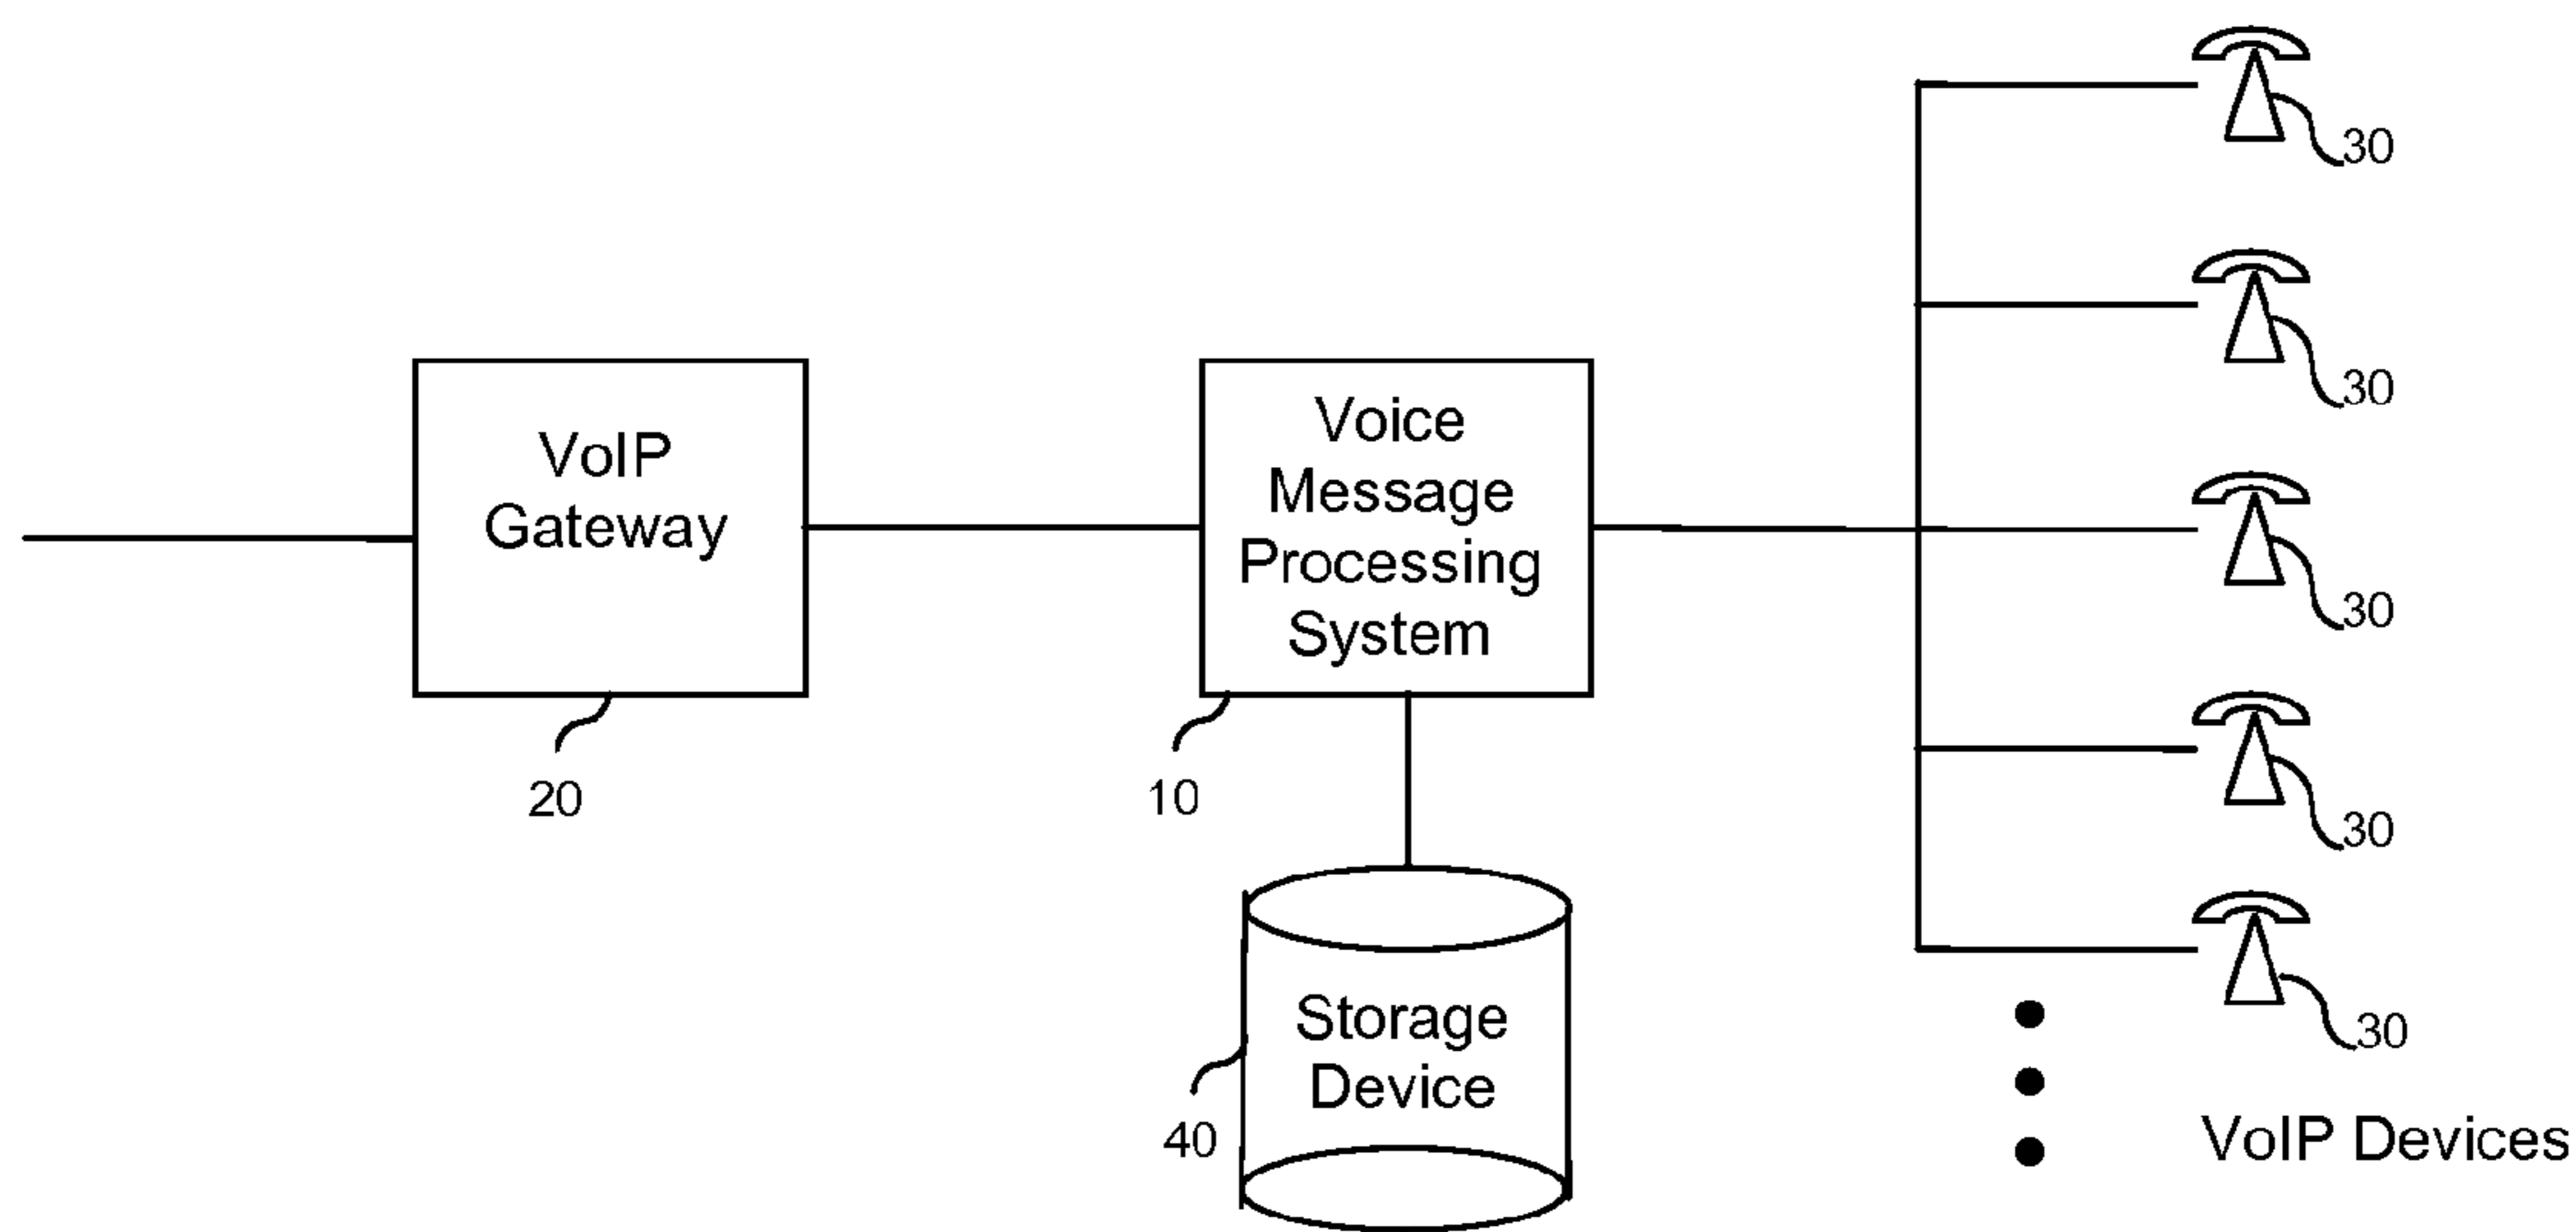 30
30
VoIP
Gateway
Voice
Message
Processing
System
30
20
10
30
Storage
Device
40
30
VoIP Devices